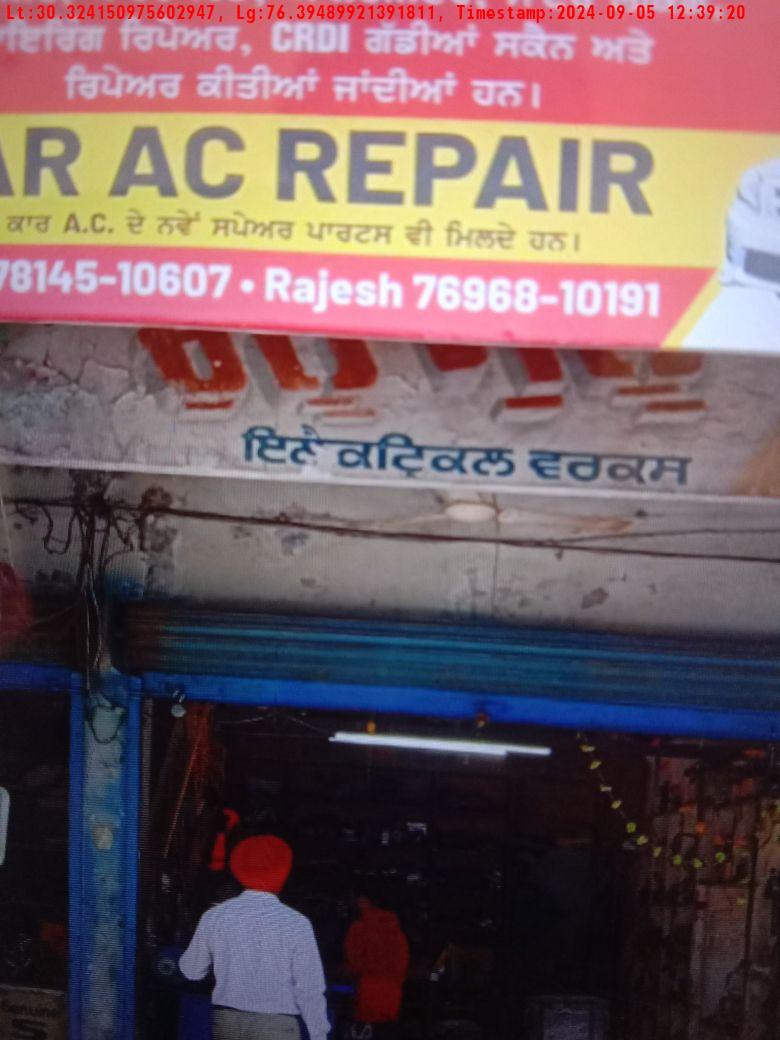 Lt:30.324150975602947, Lg:76.39489921391811, Timestamp:2024-09-05 12:39:20
ਰਿਪੇਅਰ, CRDI ਗੱਡੀਆਂ ਸਕੈਨ ਅਤੇ
ਰਿਪੇਅਰ ਕੀਤੀਆਂ ਜਾਂਦੀਆਂ ਹਨ।
AR AC REPAIR
ਕਾਰ A.C. ਦੇ ਨਵੇਂ ਸਪੇਅਰ ਪਾਰਟਸ ਵੀ ਮਿਲਦੇ ਹਨ।
78145-10607 • Rajesh 76968-10191
ਇਲੈਕਟ੍ਰਿਕਲ ਵਰਕਸ
Genuine